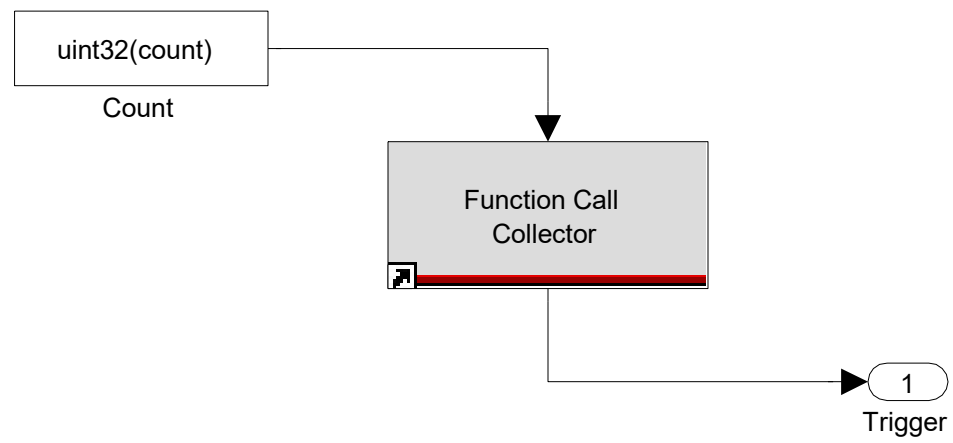 uint32(count)
Count
Function Call
Collector
1
Trigger